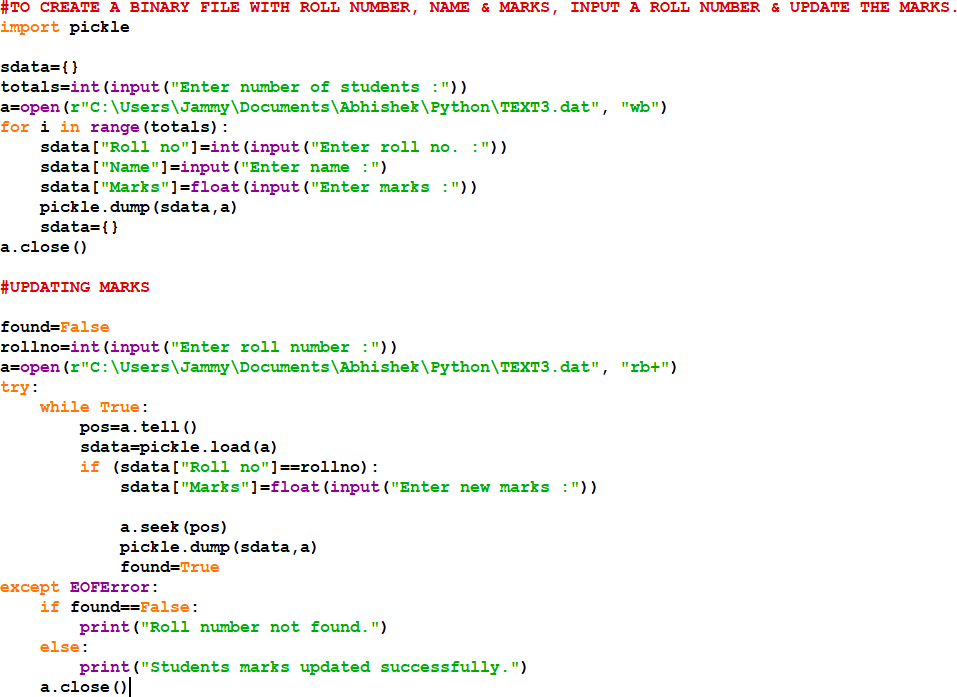 #TO CREATE A BINARY FILE WITH ROLL NUMBER, NAME & MARKS, INPUT A ROLL NUMBER & UPDATE THE MARKS.
import pickle

sdata={}
totals=int(input("Enter number of students :"))
a=open(r"C:\Users\Jammy\Documents\Abhishek\Python\TEXT3.dat", "wb")
for i in range(totals):
    sdata["Roll no"]=int(input("Enter roll no. :"))
    sdata["Name"]=input("Enter name :")
    sdata["Marks"]=float(input("Enter marks :"))
    pickle.dump(sdata,a)
    sdata={}
a.close()

#UPDATING MARKS

found=False
rollno=int(input("Enter roll number :"))
a=open(r"C:\Users\Jammy\Documents\Abhishek\Python\TEXT3.dat", "rb+")
try:
    while True:
        pos=a.tell()
        sdata=pickle.load(a)
        if (sdata["Roll no"]==rollno):
            sdata["Marks"]=float(input("Enter new marks :"))

            a.seek(pos)
            pickle.dump(sdata,a)
            found=True
except EOFError:
    if found==False:
        print("Roll number not found.")
    else:
        print("Students marks updated successfully.")
    a.close()